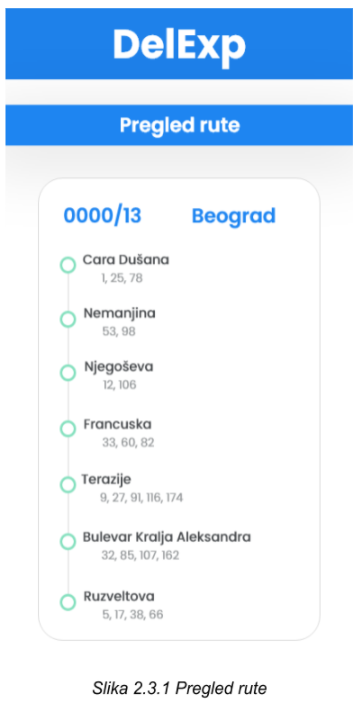 DelExp
Pregled rute
0000/13 Beograd
Cara Dušana
1, 25, 78
Nemanjina
53, 98
Njegoševa
12, 106
Francuska
33, 60, 82
Terazije
9, 27, 91, 116, 174
Bulevar Kralja Aleksandra
32, 85, 107, 162
Ruzveltova
5, 17, 38, 66
Slika 2.3.1 Pregled rute